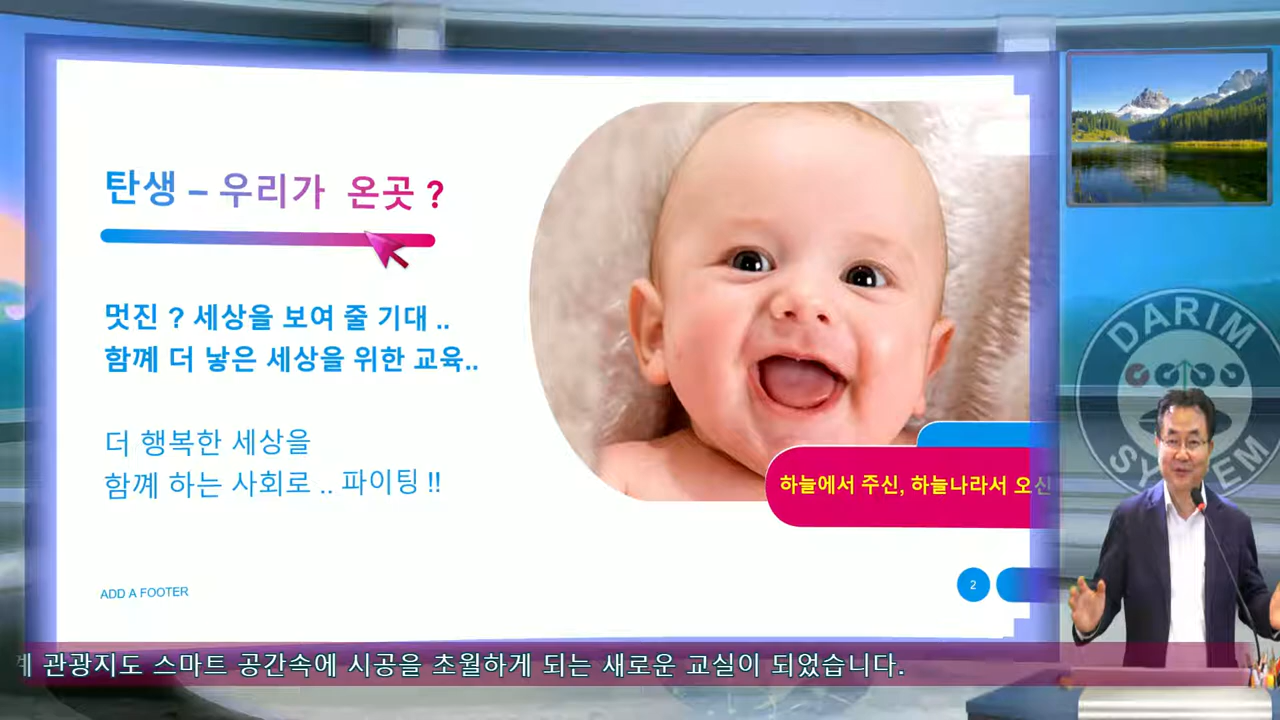 탄생 – 우리가 온곳 ?
멋진 ? 세상을 보여 줄 기대 ..
함께 더 낳은 세상을 위한 교육..
더 행복한 세상을
함께 하는 사회로 .. 파이팅 !!
하늘에서 주신, 하늘나라서 오신
ADD A FOOTER
2
DARIM
관광지도 스마트 공간속에 시공을 초월하게 되는 새로운 교실이 되었습니다.